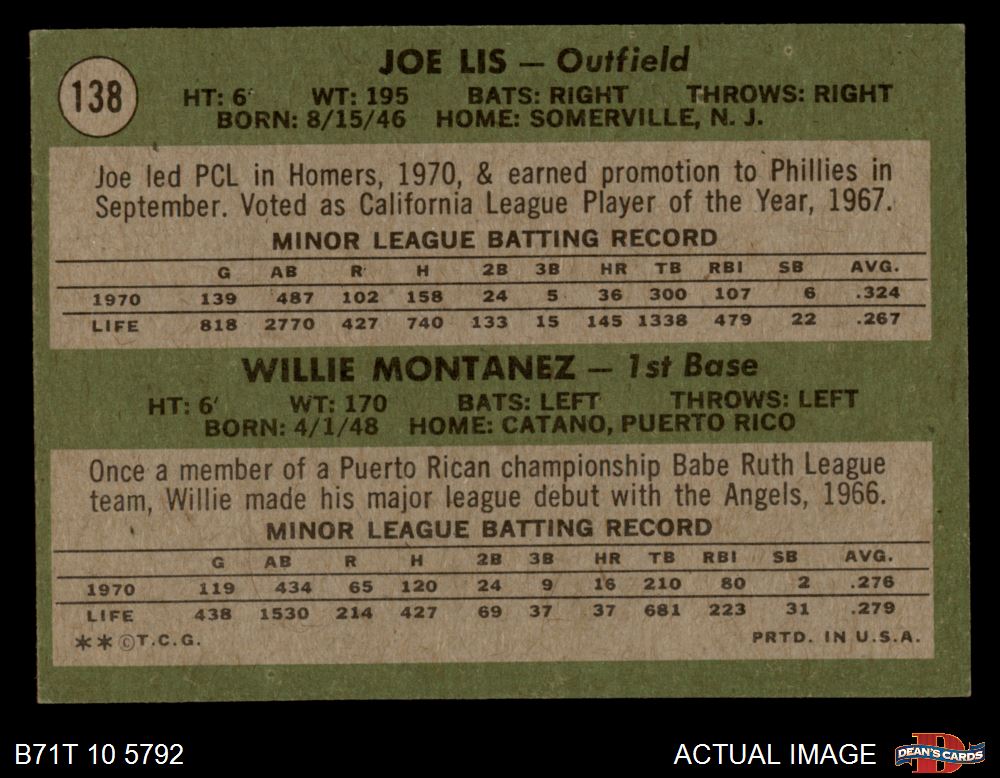 138
JOE LIS — Outfield
HT: 6' WT: 195 BATS: RIGHT THROWS: RIGHT
BORN: 8/15/46 HOME: SOMERVILLE, N. J.
Joe led PCL in Homers, 1970, & earned promotion to Phillies in
September. Voted as California League Player of the Year, 1967.
MINOR LEAGUE BATTING RECORD
G AB R H 2B 3B HR TB RBI SB AVG.
1970 139 487 102 158 24 5 36 300 107 6 .324
LIFE 818 2770 427 740 133 15 145 1338 479 22 .267
WILLIE MONTANEZ — 1st Base
HT: 6' WT: 170 BATS: LEFT THROWS: LEFT
BORN: 4/1/48 HOME: CATANO, PUERTO RICO
Once a member of a Puerto Rican championship Babe Ruth League
team, Willie made his major league debut with the Angels, 1966.
MINOR LEAGUE BATTING RECORD
G AB R H 2B 3B HR TB RBI SB AVG.
1970 119 434 65 120 24 9 16 210 80 2 .276
LIFE 438 1530 214 427 69 37 37 681 223 31 .279
**©T.C.G. PRTD. IN U.S.A.
B71T 10 5792 ACTUAL IMAGE DEAN'S CARDS